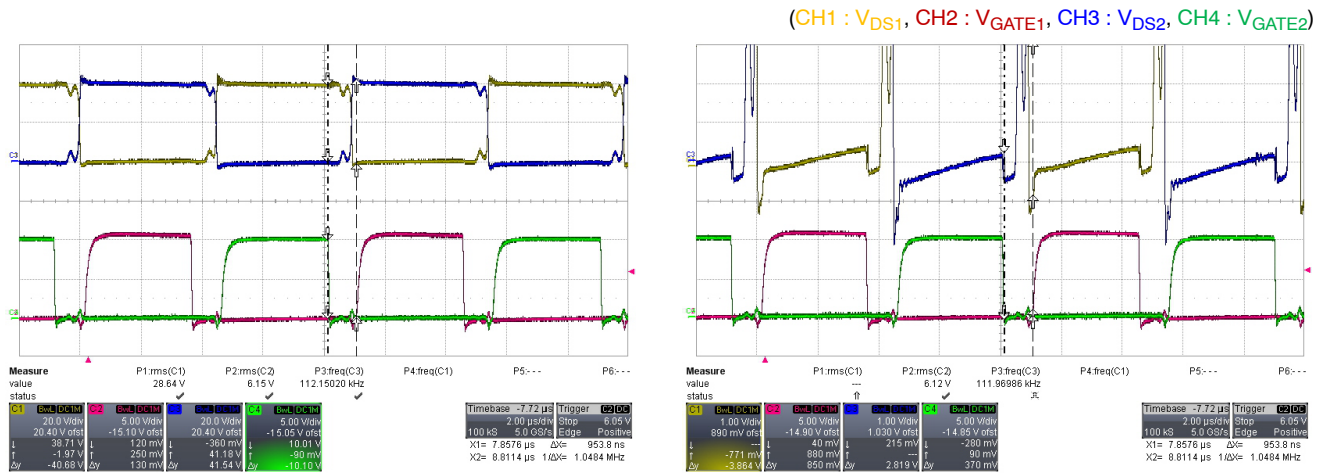 (CH1 : VDS1, CH2 : VGATE1, CH3 : VDS2, CH4 : VGATE2)
C3
C2
Measure P1:rms(C1) P2:rms(C2) P3:freq(C3) P4:freq(C1) P5:- - - P6:- - -
value 28.64 V 6.15 V 112.15020 kHz
status
C1 BwL DC1M
20.0 V/div
20.40 V ofst
38.71 V
-1.97 V
Δy -40.68 V
C2 BwL DC1M
5.00 V/div
-15.10 V ofst
120 mV
250 mV
Δy 130 mV
BwL DC1M
20.0 V/div
20.40 V ofst
-360 mV
41.18 V
Δy 41.54 V
C4 BwL DC1M
5.00 V/div
-15.05 V ofst
10.01 V
-90 mV
Δy -10.10 V
Timebase -7.72 µs
2.00 µs/div
100 kS 5.0 GS/s
Trigger C2 DC
Stop 6.05 V
Edge Positive
X1= 7.8576 µs ΔX= 953.8 ns
X2= 8.8114 µs 1/ΔX= 1.0484 MHz
Measure P1:rms(C1) P2:rms(C2) P3:freq(C3) P4:freq(C1) P5:- - - P6:- - -
value --- 6.12 V 111.96986 kHz
status
BwL DC1M
1.00 V/div
890 mV ofst
---
-771 mV
Δy -3.864 V
C2 BwL DC1M
5.00 V/div
-14.90 V ofst
40 mV
880 mV
Δy 850 mV
BwL DC1M
1.00 V/div
1.030 V ofst
215 mV
---
Δy 2.819 V
C4 BwL DC1M
5.00 V/div
-14.85 V ofst
-280 mV
90 mV
Δy 370 mV
Timebase -7.72 µs
2.00 µs/div
100 kS 5.0 GS/s
Trigger C2 DC
Stop 6.05 V
Edge Positive
X1= 7.8576 µs ΔX= 953.8 ns
X2= 8.8114 µs 1/ΔX= 1.0484 MHz